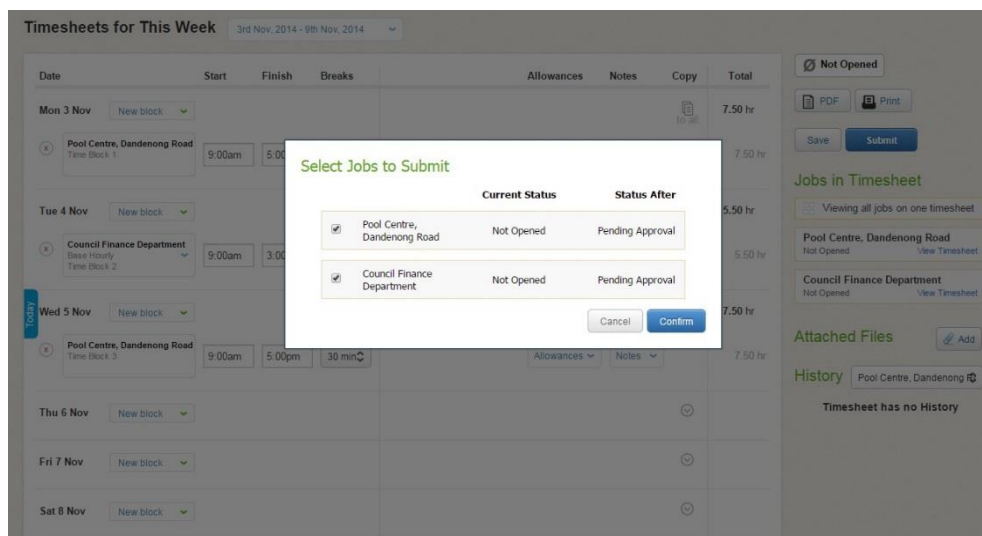 Timesheets for This Week 3rd Nov, 2014 - 9th Nov, 2014
Date Start Finish Breaks Allowances Notes Copy Total
Mon 3 Nov New block to all 7.50 hr
Pool Centre, Dandenong Road
Time Block 1
9:00am 5:00 7.50 hr
Tue 4 Nov New block 5.50 hr
Council Finance Department
Base Hourly
Time Block 2
9:00am 3:00 5.50 hr
Today
Wed 5 Nov New block 7.50 hr
Pool Centre, Dandenong Road
Time Block 3
9:00am 5:00pm 30 min Allowances Notes 7.50 hr
Thu 6 Nov New block
Fri 7 Nov New block
Sat 8 Nov New block
Select Jobs to Submit
Current Status Status After
Pool Centre,
Dandenong Road
Not Opened Pending Approval
Council Finance
Department
Not Opened Pending Approval
Cancel Confirm
Not Opened
PDF Print
Save Submit
Jobs in Timesheet
Viewing all jobs on one timesheet
Pool Centre, Dandenong Road
Not Opened View Timesheet
Council Finance Department
Not Opened View Timesheet
Attached Files Add
History Pool Centre, Dandenong
Timesheet has no History